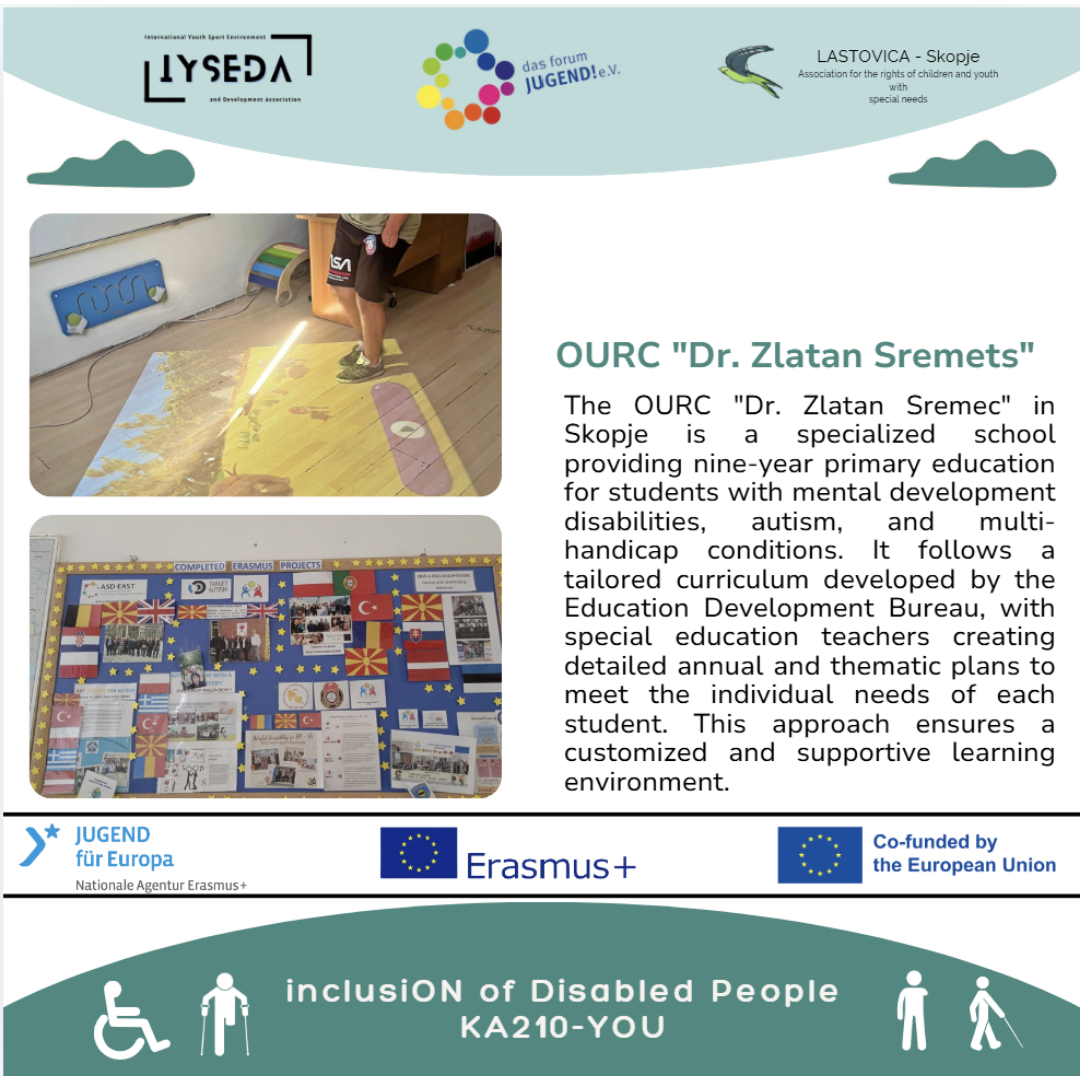 International Youth Sport Environment
IYSEDA
and Development Association
das forum
JUGEND! e.V.
LASTOVICA - Skopje
Association for the rights of children and youth
with
special needs
OURC "Dr. Zlatan Sremets"
The OURC "Dr. Zlatan Sremec" in
Skopje is a specialized school
providing nine-year primary education
for students with mental development
disabilities, autism, and multi-
handicap conditions. It follows a
tailored curriculum developed by the
Education Development Bureau, with
special education teachers creating
detailed annual and thematic plans to
meet the individual needs of each
student. This approach ensures a
customized and supportive learning
environment.
COMPLETED ERASMUS PROJECTS
ASD-EAST
TARGET
AUTISM
JUGEND
für Europa
Nationale Agentur Erasmus+
Erasmus+
Co-funded by
the European Union
inclusiON of Disabled People
KA210-YOU